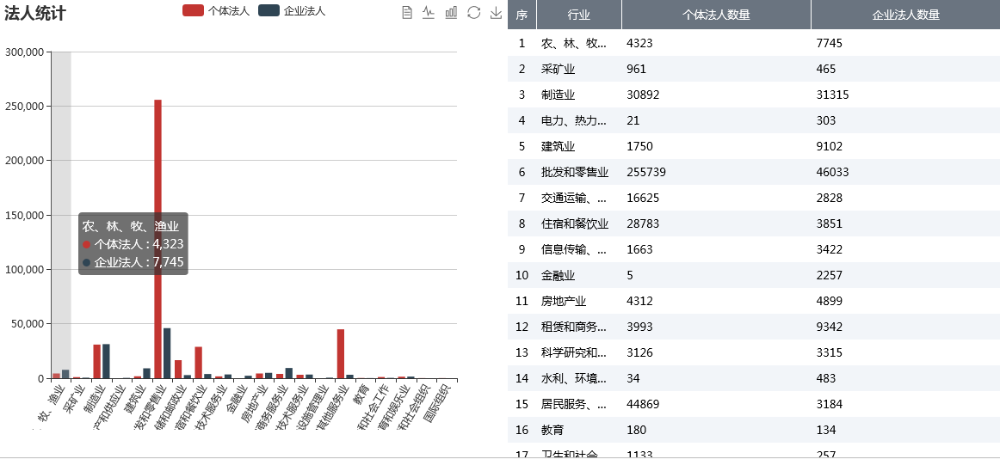 法人统计
个体法人 企业法人
300,000
250,000
200,000
150,000
100,000
50,000
0
农、林、牧、渔业
个体法人 : 4,323
企业法人 : 7,745
牧、渔业
采矿业
制造业
产和供应业
建筑业
发和零售业
储和邮政业
宿和餐饮业
技术服务业
金融业
房地产业
商务服务业
技术服务业
设施管理业
其他服务业
教育
和社会工作
育和娱乐业
和社会组织
国际组织
序 行业 个体法人数量 企业法人数量
1 农、林、牧... 4323 7745
2 采矿业 961 465
3 制造业 30892 31315
4 电力、热力... 21 303
5 建筑业 1750 9102
6 批发和零售业 255739 46033
7 交通运输、... 16625 2828
8 住宿和餐饮业 28783 3851
9 信息传输、... 1663 3422
10 金融业 5 2257
11 房地产业 4312 4899
12 租赁和商务... 3993 9342
13 科学研究和... 3126 3315
14 水利、环境... 34 483
15 居民服务、... 44869 3184
16 教育 180 134
17 卫生和社会... 1133 257